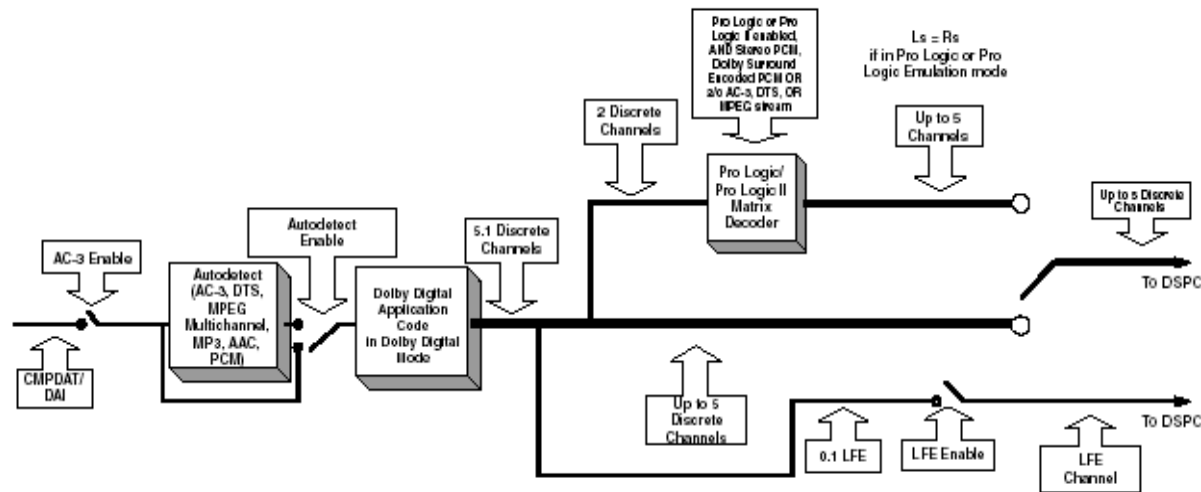 Pro Logic or Pro
Logic II enabled,
AND Stereo PCM,
Dolby Surround
Encoded PCM OR
2/0 AC-3, DTS, OR
MPEG stream
Ls = Rs
if in Pro Logic or Pro
Logic Emulation mode
2 Discrete
Channels
Up to 5
Channels
Pro Logic/
Pro Logic II
Matrix
Decoder
Up to 5 Discrete
Channels
Autodetect
Enable
5.1 Discrete
Channels
AC-3 Enable
Autodetect
(AC-3, DTS,
MPEG
Multichannel,
MP3, AAC,
PCM)
Dolby Digital
Application
Code
in Dolby Digital
Mode
To DSPC
CMPDAT/
DAI
Up to 5
Discrete
Channels
0.1 LFE
LFE Enable
LFE
Channel
To DSPC